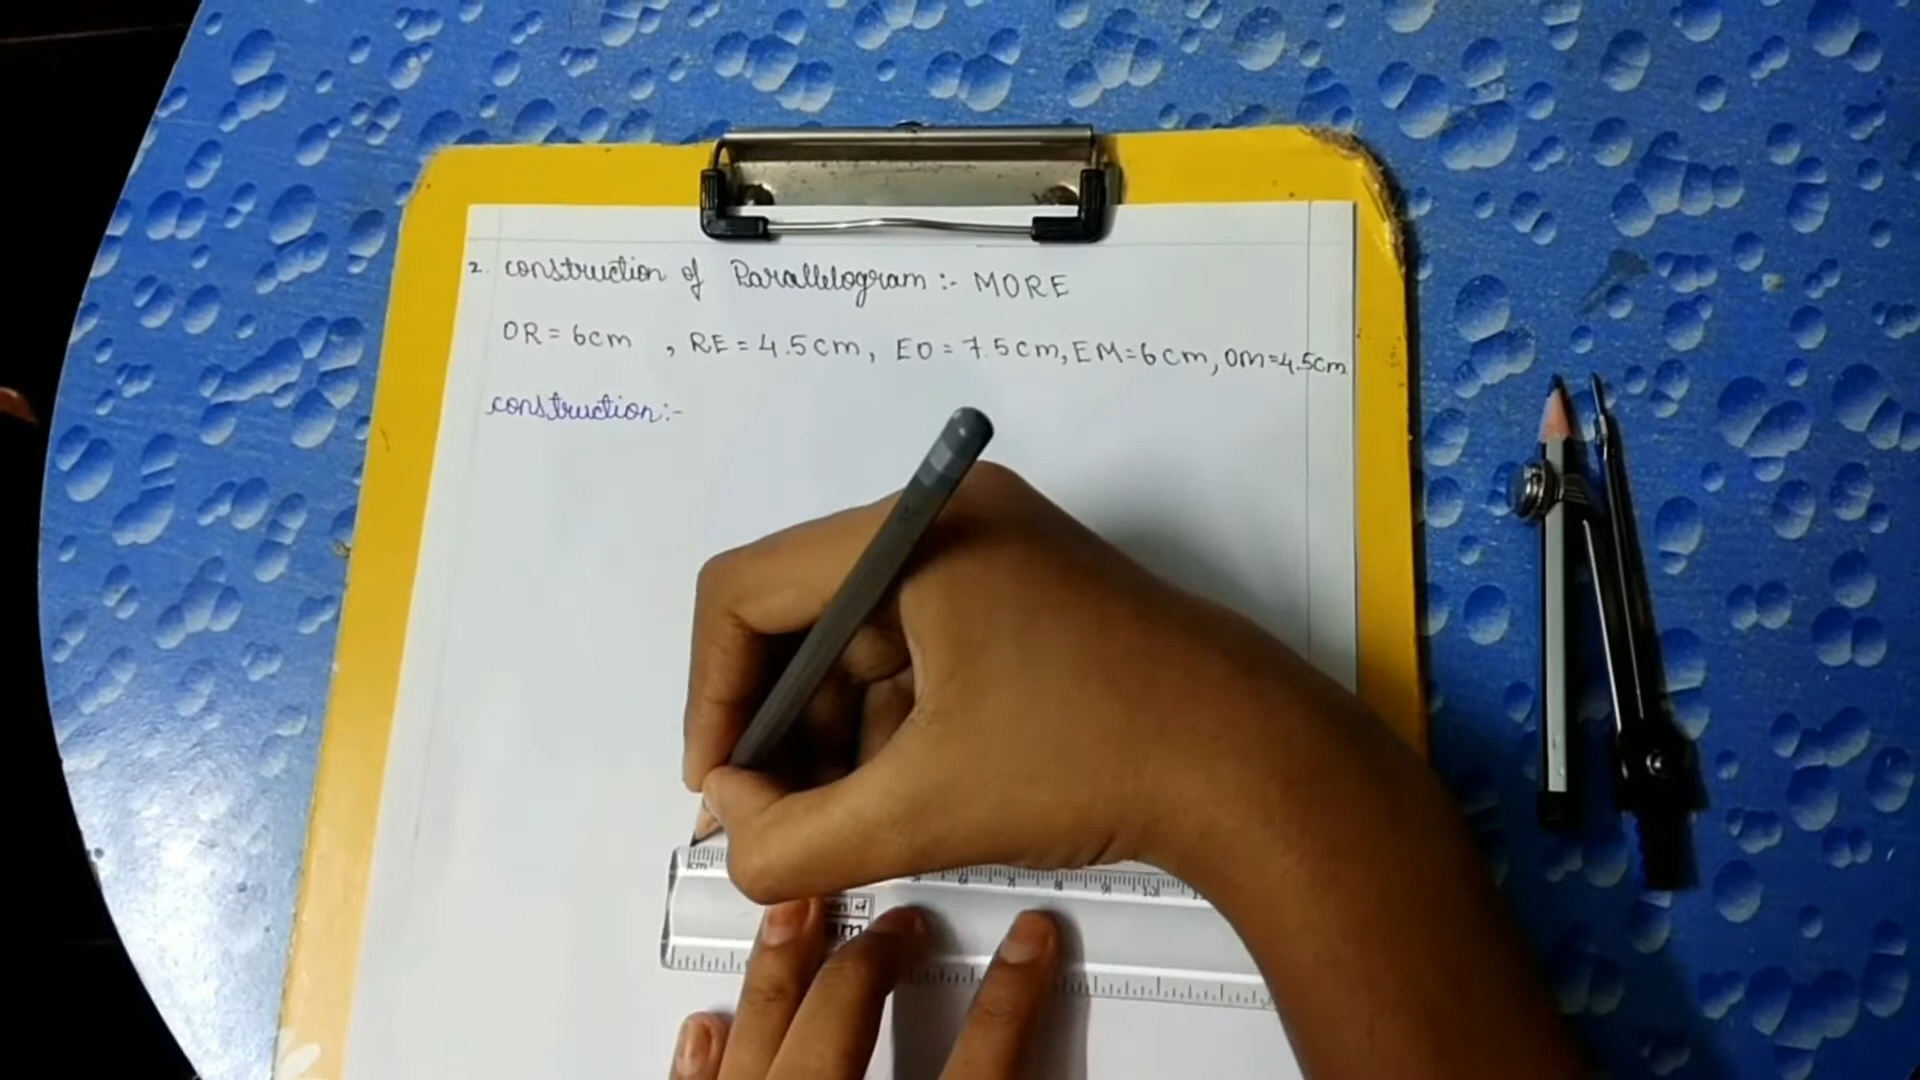 2. construction of Parallelogram :- MORE
OR = 6cm , RE = 4.5cm, EO = 7.5cm, EM=6cm, OM=4.5cm
construction:-
cm